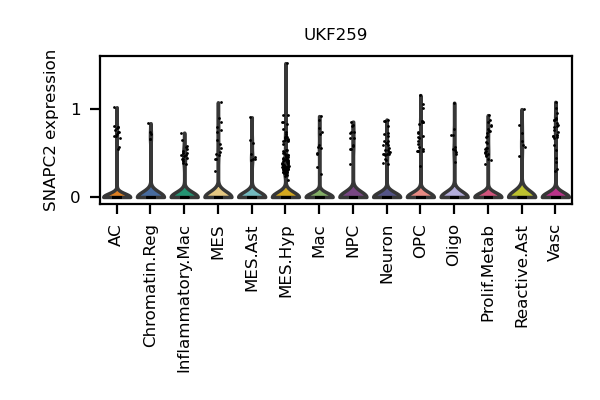 UKF259
SNAPC2 expression
1
0
AC
Chromatin.Reg
Inflammatory.Mac
MES
MES.Ast
MES.Hyp
Mac
NPC
Neuron
OPC
Oligo
Prolif.Metab
Reactive.Ast
Vasc